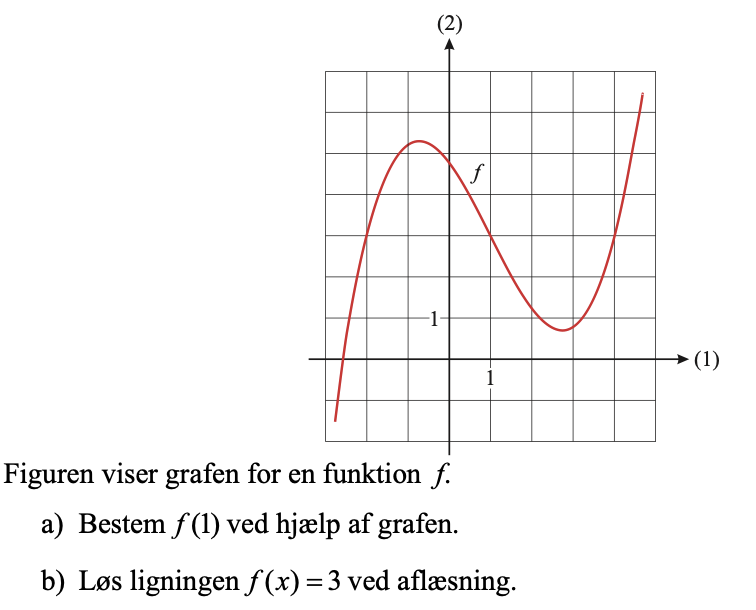 (2)
f
1
(1)
1
Figuren viser grafen for en funktion f.
a) Bestem f(1) ved hjælp af grafen.
b) Løs ligningen f(x) = 3 ved aflæsning.